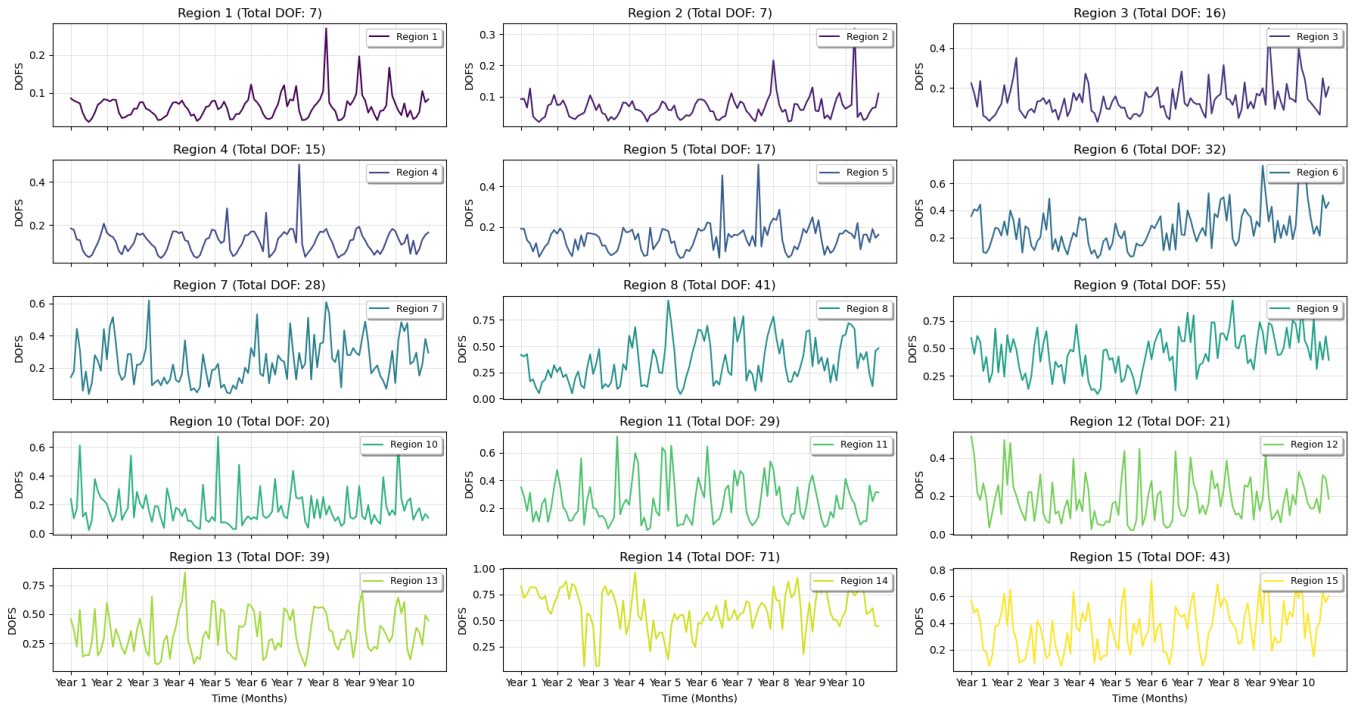 Region 1 (Total DOF: 7)
DOFS
0.2
0.1
Region 1
Region 2 (Total DOF: 7)
DOFS
0.3
0.2
0.1
Region 2
Region 3 (Total DOF: 16)
DOFS
0.4
0.2
Region 3
Region 4 (Total DOF: 15)
DOFS
0.4
0.2
Region 4
Region 5 (Total DOF: 17)
DOFS
0.4
0.2
Region 5
Region 6 (Total DOF: 32)
DOFS
0.6
0.4
0.2
Region 6
Region 7 (Total DOF: 28)
DOFS
0.6
0.4
0.2
Region 7
Region 8 (Total DOF: 41)
DOFS
0.75
0.50
0.25
0.00
Region 8
Region 9 (Total DOF: 55)
DOFS
0.75
0.50
0.25
Region 9
Region 10 (Total DOF: 20)
DOFS
0.6
0.4
0.2
0.0
Region 10
Region 11 (Total DOF: 29)
DOFS
0.6
0.4
0.2
Region 11
Region 12 (Total DOF: 21)
DOFS
0.4
0.2
0.0
Region 12
Region 13 (Total DOF: 39)
DOFS
0.75
0.50
0.25
Region 13
Year 1 Year 2 Year 3 Year 4 Year 5 Year 6 Year 7 Year 8 Year 9 Year 10
Time (Months)
Region 14 (Total DOF: 71)
DOFS
1.00
0.75
0.50
0.25
Region 14
Year 1 Year 2 Year 3 Year 4 Year 5 Year 6 Year 7 Year 8 Year 9 Year 10
Time (Months)
Region 15 (Total DOF: 43)
DOFS
0.8
0.6
0.4
0.2
Region 15
Year 1 Year 2 Year 3 Year 4 Year 5 Year 6 Year 7 Year 8 Year 9 Year 10
Time (Months)